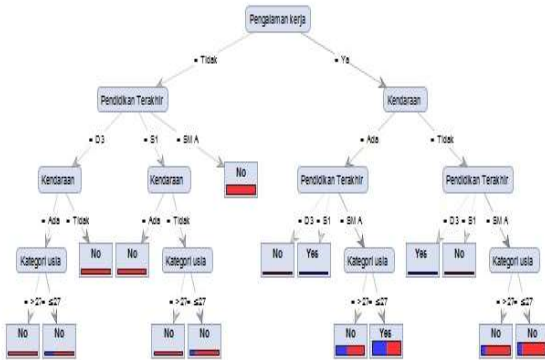 Pengalaman kerja
= Tidak
= Ya
Pendidikan Terakhir
Kendaraan
= D3
= S1
= SMA
= Ada
= Tidak
Kendaraan
Kendaraan
No
Pendidikan Terakhir
Pendidikan Terakhir
= Ada
= Tidak
= Ada
= Tidak
= D3
= S1
= SMA
= D3
= S1
= SMA
Kategori usia
No
No
Kategori usia
No
Yes
Kategori usia
Yes
No
Kategori usia
= >27
= ≤27
= >27
= ≤27
= >27
= ≤27
= >27
= ≤27
No
No
No
No
No
Yes
No
No